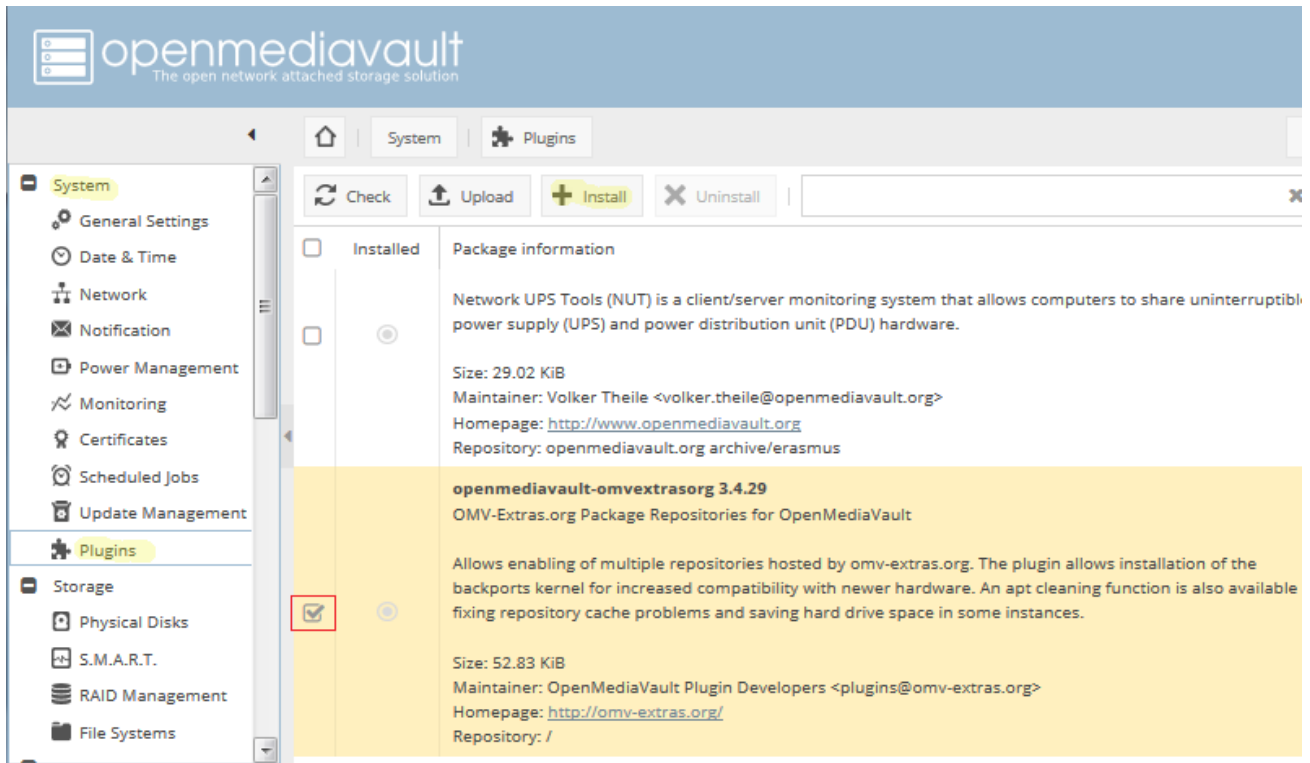 openmediavault
The open network attached storage solution
System
Plugins
System
General Settings
Date & Time
Network
Notification
Power Management
Monitoring
Certificates
Scheduled Jobs
Update Management
Plugins
Storage
Physical Disks
S.M.A.R.T.
RAID Management
File Systems
Check
Upload
Install
Uninstall
Installed
Package information
Network UPS Tools (NUT) is a client/server monitoring system that allows computers to share uninterruptible
power supply (UPS) and power distribution unit (PDU) hardware.
Size: 29.02 KiB
Maintainer: Volker Theile <volker.theile@openmediavault.org>
Homepage: http://www.openmediavault.org
Repository: openmediavault.org archive/erasmus
openmediavault-omvextrasorg 3.4.29
OMV-Extras.org Package Repositories for OpenMediaVault
Allows enabling of multiple repositories hosted by omv-extras.org. The plugin allows installation of the
backports kernel for increased compatibility with newer hardware. An apt cleaning function is also available
fixing repository cache problems and saving hard drive space in some instances.
Size: 52.83 KiB
Maintainer: OpenMediaVault Plugin Developers <plugins@omv-extras.org>
Homepage: http://omv-extras.org/
Repository: /